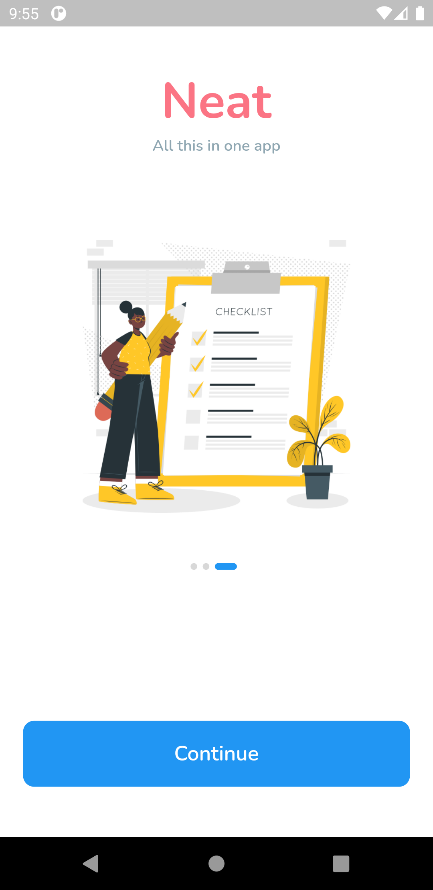 9:55
Neat
All this in one app
CHECKLIST
Continue